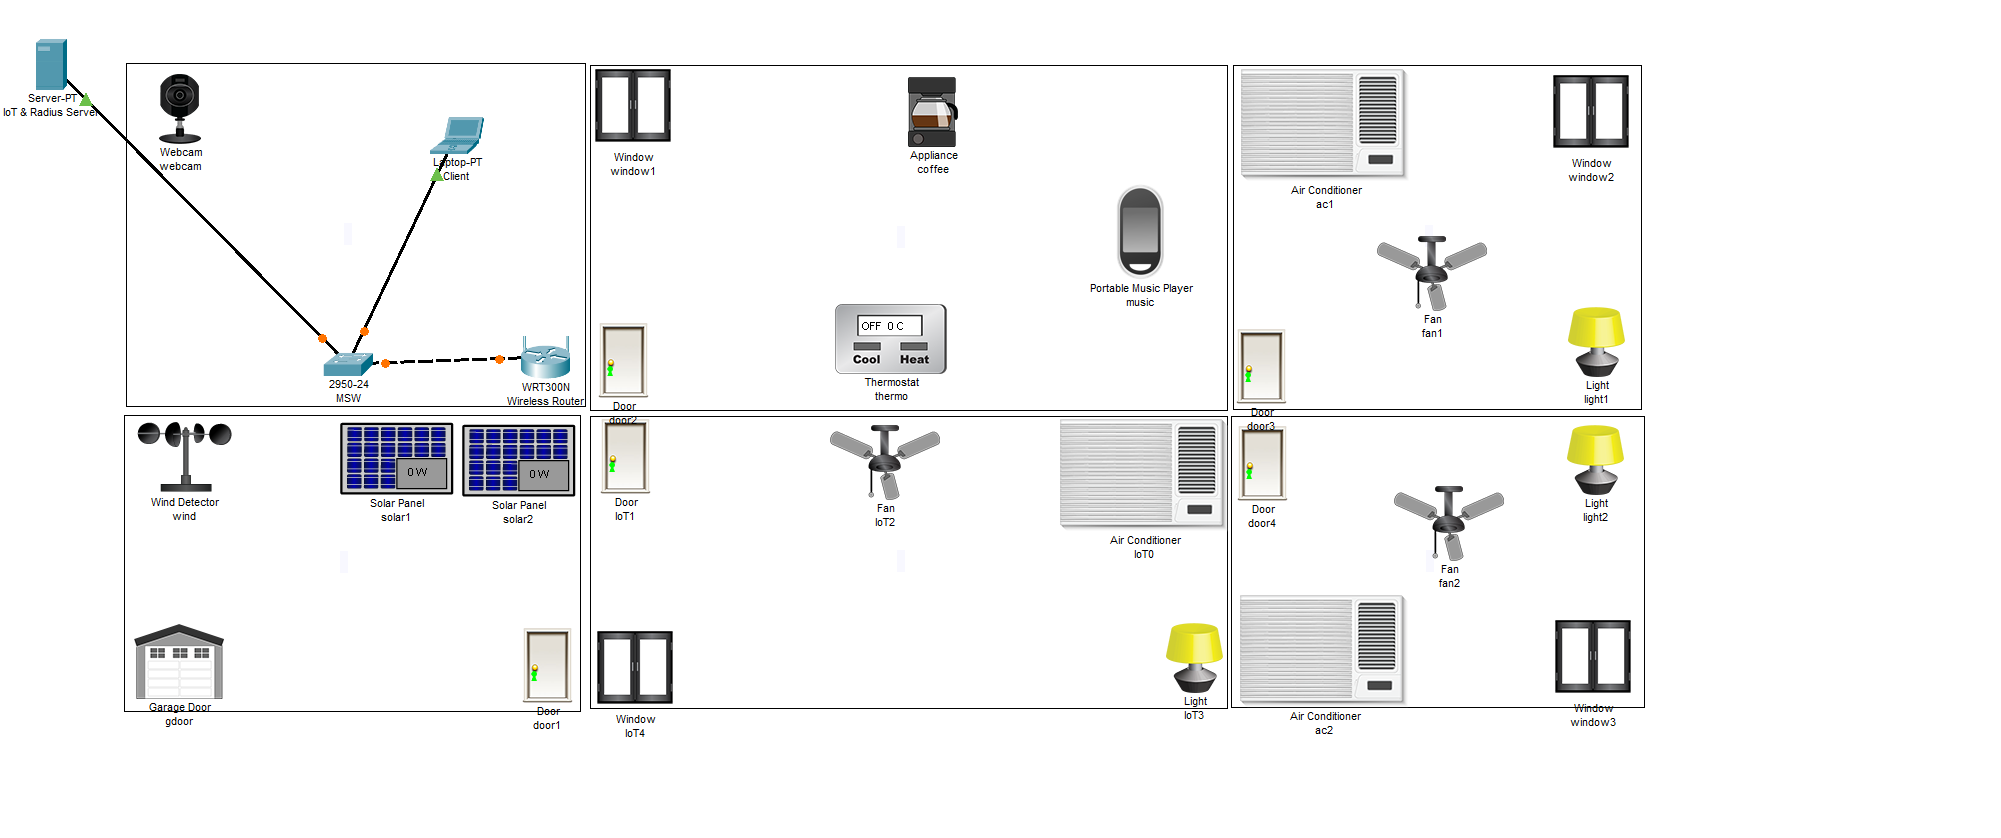 Server-PT
IoT & Radius Server
Webcam
webcam
Laptop-PT
Client
2950-24
MSW
WRT300N
Wireless Router
Window
window1
Appliance
coffee
Portable Music Player
music
OFF 0 C
Cool Heat
Thermostat
thermo
Door
door2
Air Conditioner
ac1
Window
window2
Fan
fan1
Light
light1
Door
door3
Wind Detector
wind
0 W
Solar Panel
solar1
0 W
Solar Panel
solar2
Garage Door
gdoor
Door
door1
Door
IoT1
Fan
IoT2
Air Conditioner
IoT0
Window
IoT4
Light
IoT3
Door
door4
Fan
fan2
Light
light2
Air Conditioner
ac2
Window
window3